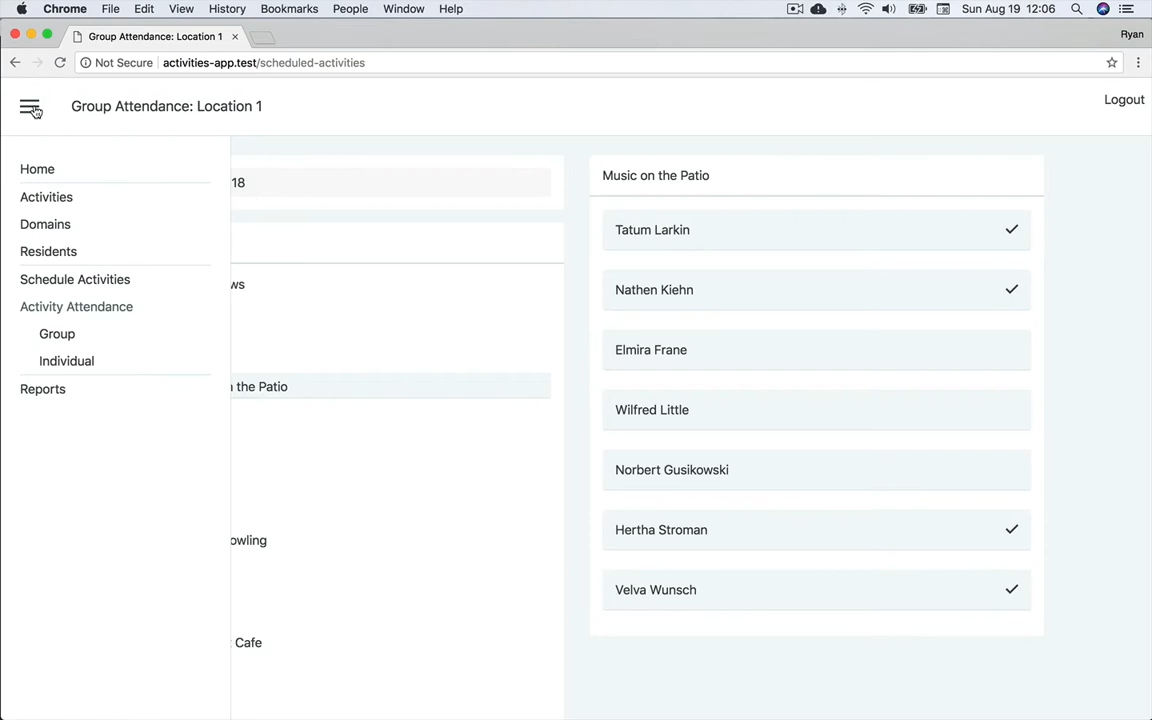 Chrome File Edit View History Bookmarks People Window Help Sun Aug 19 12:06
Group Attendance: Location 1 Ryan
Not Secure activities-app.test/scheduled-activities
Group Attendance: Location 1 Logout
Home
Activities
Domains
Residents
Schedule Activities
Activity Attendance
Group
Individual
Reports
18
ws
the Patio
owling
Cafe
Music on the Patio
Tatum Larkin
Nathen Kiehn
Elmira Frane
Wilfred Little
Norbert Gusikowski
Hertha Stroman
Velva Wunsch